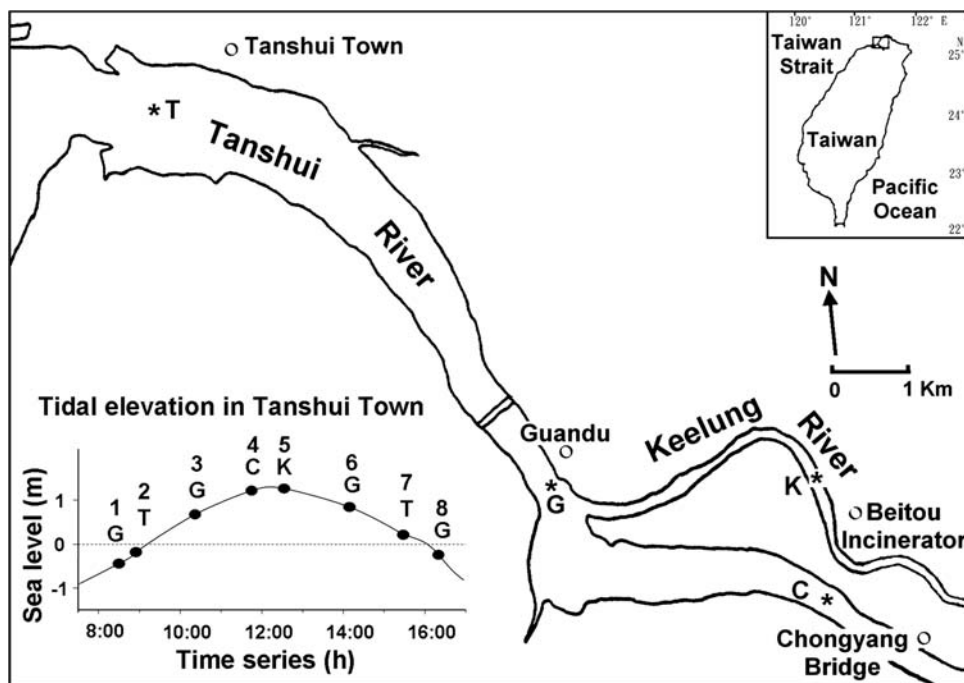 Tanshui Town
* T
Tanshui
River
120° 121° 122° E
N
25°
24°
23°
22°
Taiwan
Strait
Taiwan
Pacific
Ocean
N
0 1 Km
Guandu
Keelung
River
* G
K *
Beitou
Incinerator
C *
Chongyang
Bridge
Tidal elevation in Tanshui Town
1 G
2 T
3 G
4 C
5 K
6 G
7 T
8 G
Sea level (m)
1
0
-1
8:00 10:00 12:00 14:00 16:00
Time series (h)